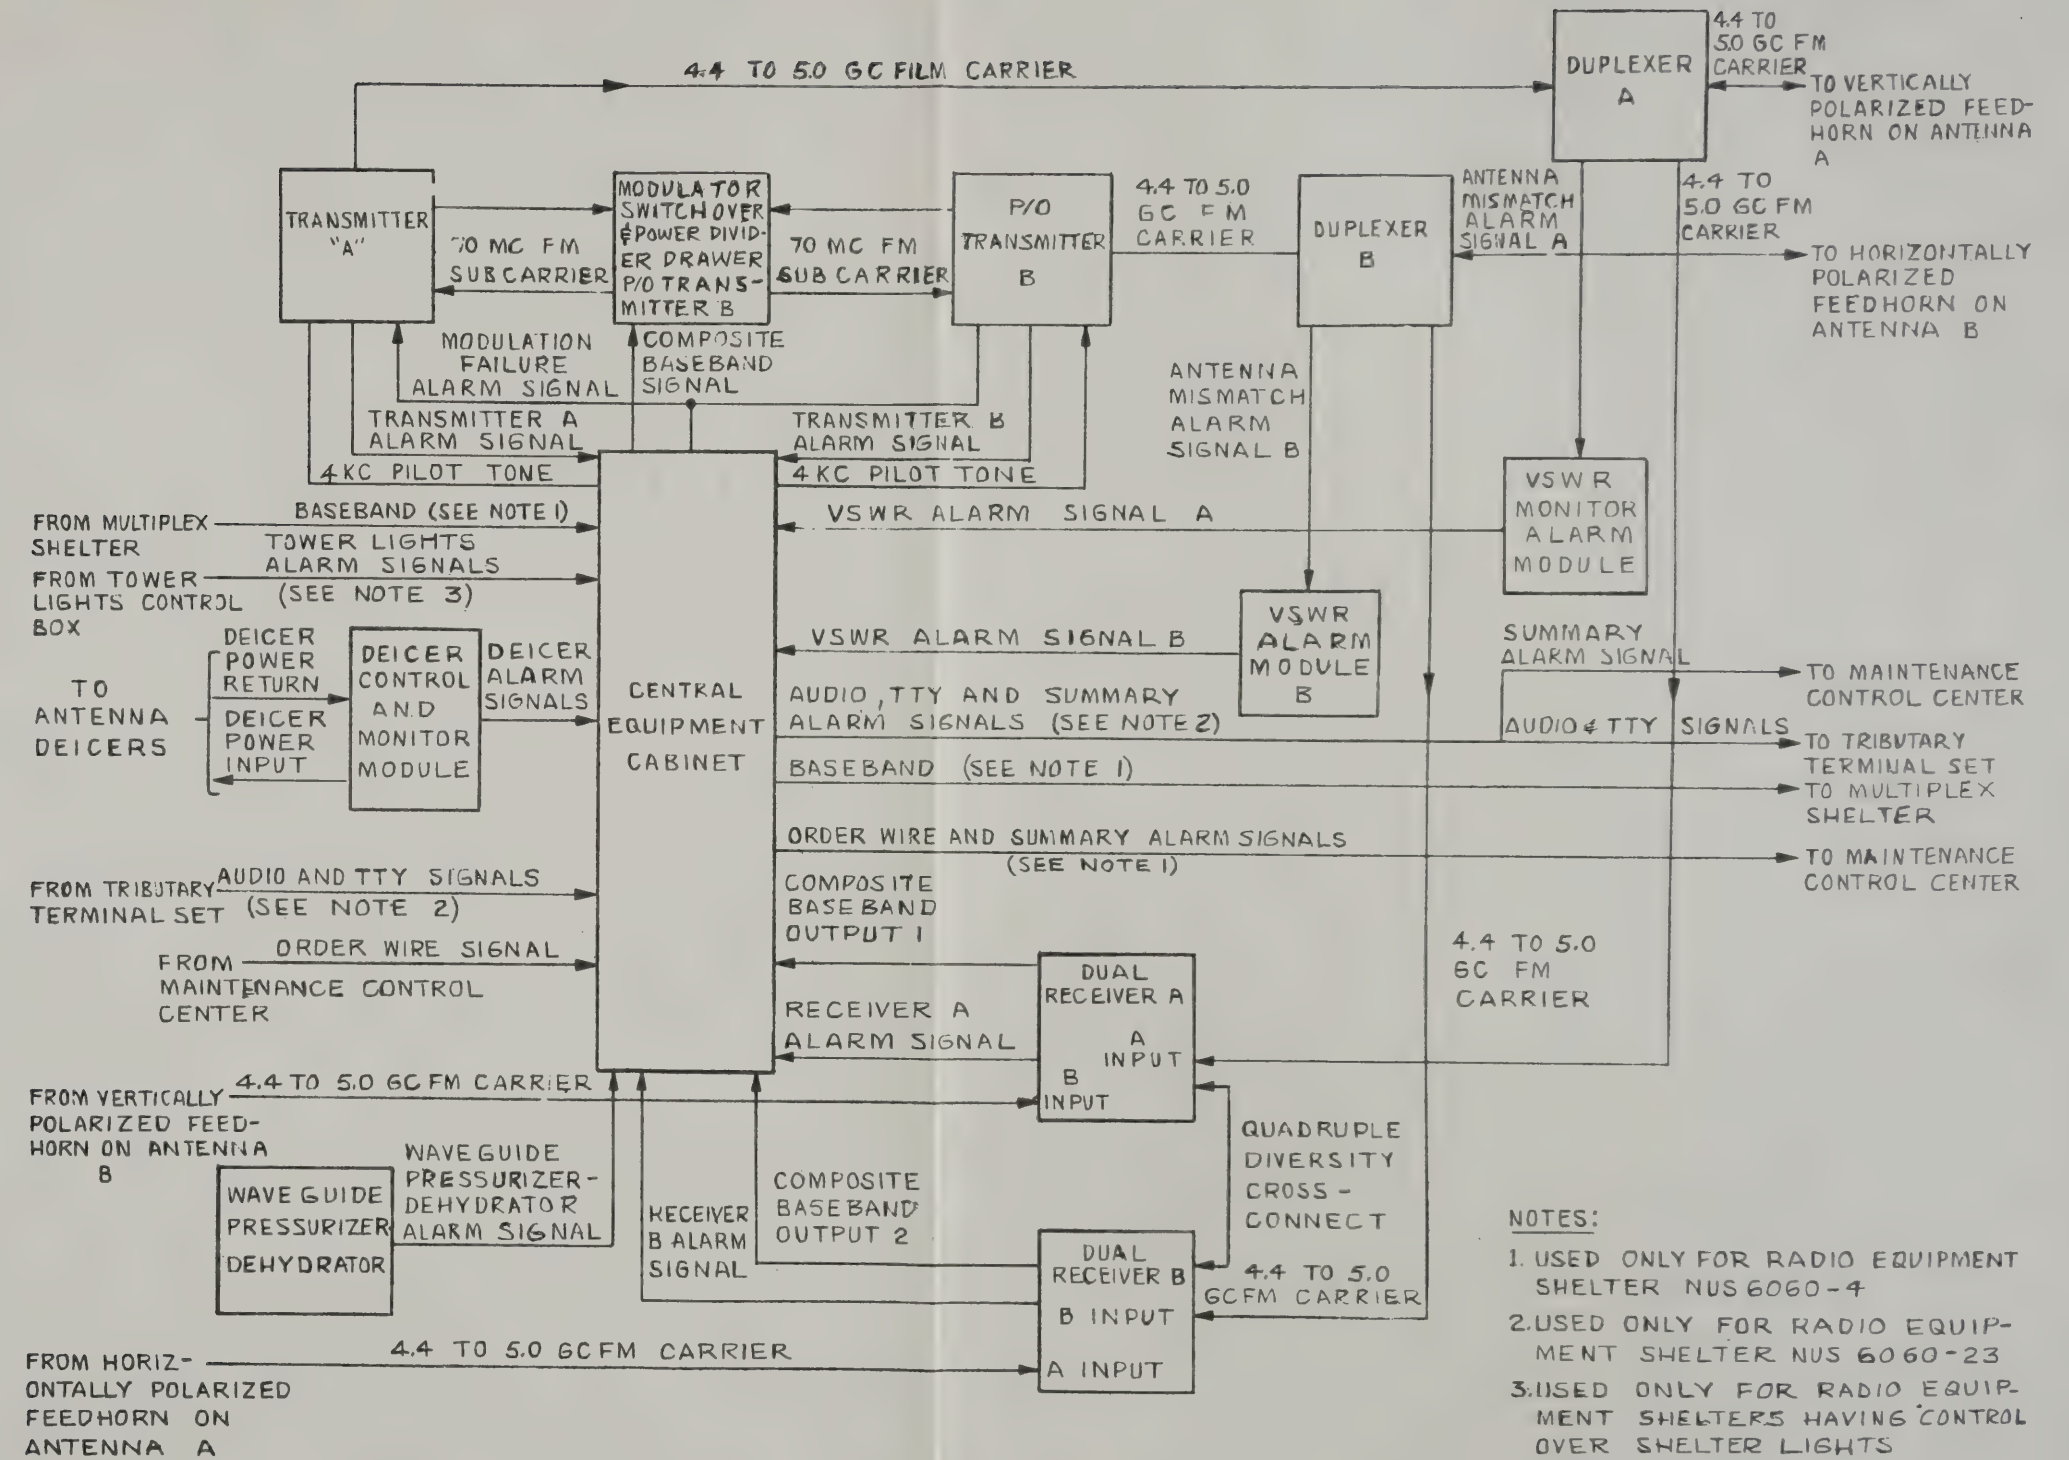 4.4 TO 5.0 GC FILM CARRIER
DUPLEXER
A
4.4 TO
5.0 GC FM
CARRIER
TO VERTICALLY
POLARIZED FEED-
HORN ON ANTENNA
A
TRANSMITTER
"A"
70 MC FM
SUBCARRIER
MODULATOR
SWITCH OVER
& POWER DIVID-
ER DRAWER
P/O TRANS-
MITTER B
70 MC FM
SUB CARRIER
P/O
TRANSMITTER
B
4.4 TO 5.0
GC FM
CARRIER
DUPLEXER
B
ANTENNA
MISMATCH
ALARM
SIGNAL A
4.4 TO
5.0 GC FM
CARRIER
TO HORIZONTALLY
POLARIZED
FEEDHORN ON
ANTENNA B
MODULATION
FAILURE
ALARM SIGNAL
COMPOSITE
BASEBAND
SIGNAL
TRANSMITTER A
ALARM SIGNAL
4 KC PILOT TONE
TRANSMITTER B
ALARM SIGNAL
4 KC PILOT TONE
ANTENNA
MISMATCH
ALARM
SIGNAL B
VSWR
MONITOR
ALARM
MODULE
FROM MULTIPLEX
SHELTER
BASEBAND (SEE NOTE 1)
VSWR ALARM SIGNAL A
FROM TOWER
LIGHTS CONTROL
BOX
TOWER LIGHTS
ALARM SIGNALS
(SEE NOTE 3)
VSWR ALARM SIGNAL B
VSWR
ALARM
MODULE
B
TO
ANTENNA
DEICERS
DEICER
POWER
RETURN
DEICER
POWER
INPUT
DEICER
CONTROL
AND
MONITOR
MODULE
DEICER
ALARM
SIGNALS
CENTRAL
EQUIPMENT
CABINET
AUDIO, TTY AND SUMMARY
ALARM SIGNALS (SEE NOTE 2)
SUMMARY
ALARM SIGNAL
TO MAINTENANCE
CONTROL CENTER
AUDIO & TTY SIGNALS
TO TRIBUTARY
TERMINAL SET
BASEBAND (SEE NOTE 1)
TO MULTIPLEX
SHELTER
ORDER WIRE AND SUMMARY ALARM SIGNALS
(SEE NOTE 1)
TO MAINTENANCE
CONTROL CENTER
FROM TRIBUTARY
TERMINAL SET
AUDIO AND TTY SIGNALS
(SEE NOTE 2)
FROM
MAINTENANCE CONTROL
CENTER
ORDER WIRE SIGNAL
COMPOSITE
BASEBAND
OUTPUT 1
RECEIVER A
ALARM SIGNAL
DUAL
RECEIVER A
A
INPUT
B
INPUT
4.4 TO 5.0
GC FM
CARRIER
FROM VERTICALLY
POLARIZED FEED-
HORN ON ANTENNA
B
4.4 TO 5.0 GC FM CARRIER
WAVE GUIDE
PRESSURIZER
DEHYDRATOR
WAVE GUIDE
PRESSURIZER-
DEHYDRATOR
ALARM SIGNAL
RECEIVER
B ALARM
SIGNAL
COMPOSITE
BASEBAND
OUTPUT 2
QUADRUPLE
DIVERSITY
CROSS-
CONNECT
DUAL
RECEIVER B
B INPUT
A INPUT
4.4 TO 5.0
GC FM CARRIER
FROM HORIZ-
ONTALLY POLARIZED
FEEDHORN ON
ANTENNA A
4.4 TO 5.0 GC FM CARRIER
NOTES:
1. USED ONLY FOR RADIO EQUIPMENT
SHELTER NUS 6060-4
2. USED ONLY FOR RADIO EQUIP-
MENT SHELTER NUS 6060-23
3. USED ONLY FOR RADIO EQUIP-
MENT SHELTERS HAVING CONTROL
OVER SHELTER LIGHTS